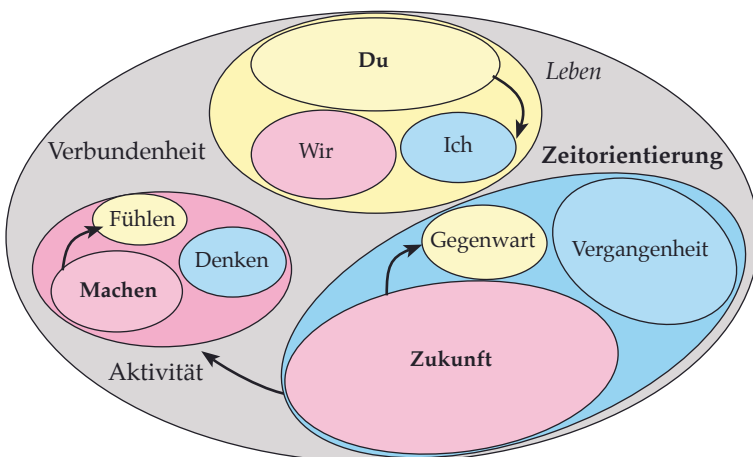 Du
Leben
Wir
Ich
Verbundenheit
Zeitorientierung
Fühlen
Gegenwart
Vergangenheit
Denken
Machen
Zukunft
Aktivität